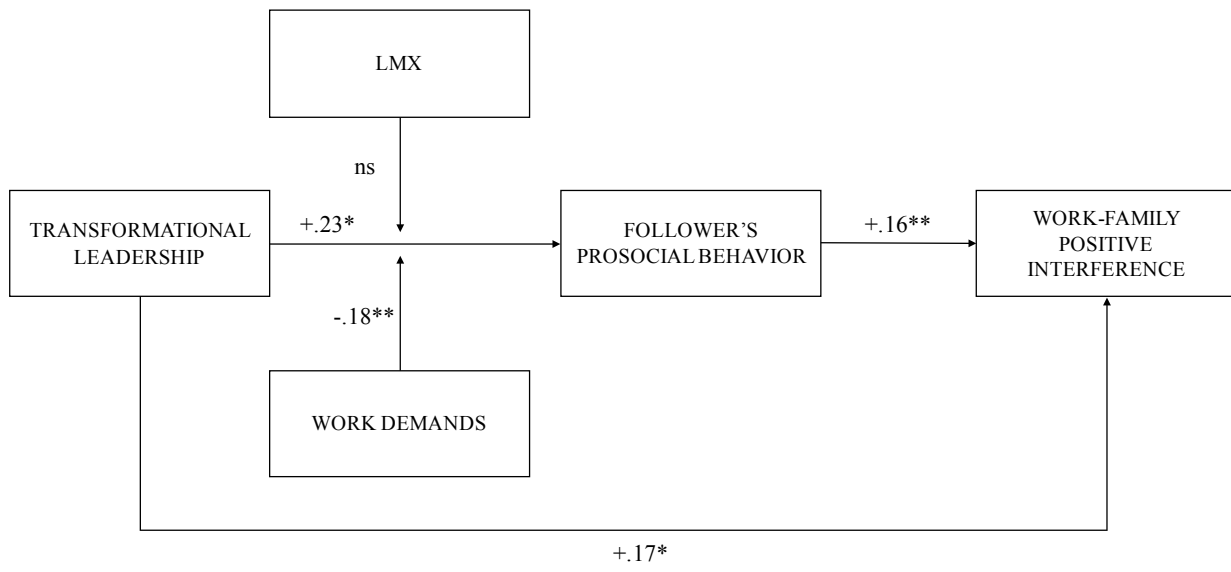 LMX
ns
TRANSFORMATIONAL
LEADERSHIP
+.23*
FOLLOWER’S
PROSOCIAL BEHAVIOR
+.16**
WORK-FAMILY
POSITIVE
INTERFERENCE
-.18**
WORK DEMANDS
+.17*